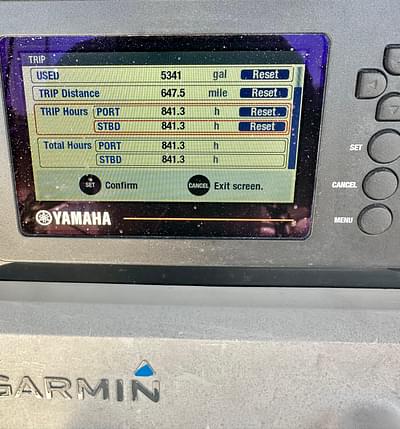 TRIP
USED 5341 gal Reset
TRIP Distance 647.5 mile Reset
TRIP Hours PORT 841.3 h Reset
STBD 841.3 h Reset
Total Hours PORT 841.3 h
STBD 841.3 h
SET Confirm CANCEL Exit screen.
YAMAHA
SET
CANCEL
MENU
GARMIN